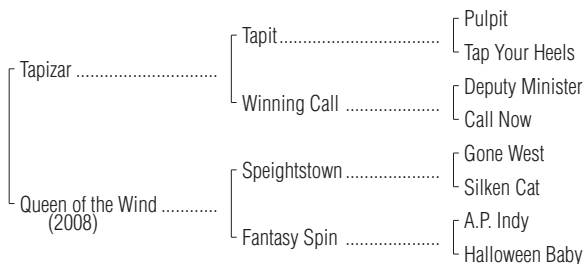 Pulpit
Tapit
Tap Your Heels
Tapizar
Deputy Minister
Winning Call
Call Now
Gone West
Speightstown
Silken Cat
Queen of the Wind
(2008)
A.P. Indy
Fantasy Spin
Halloween Baby